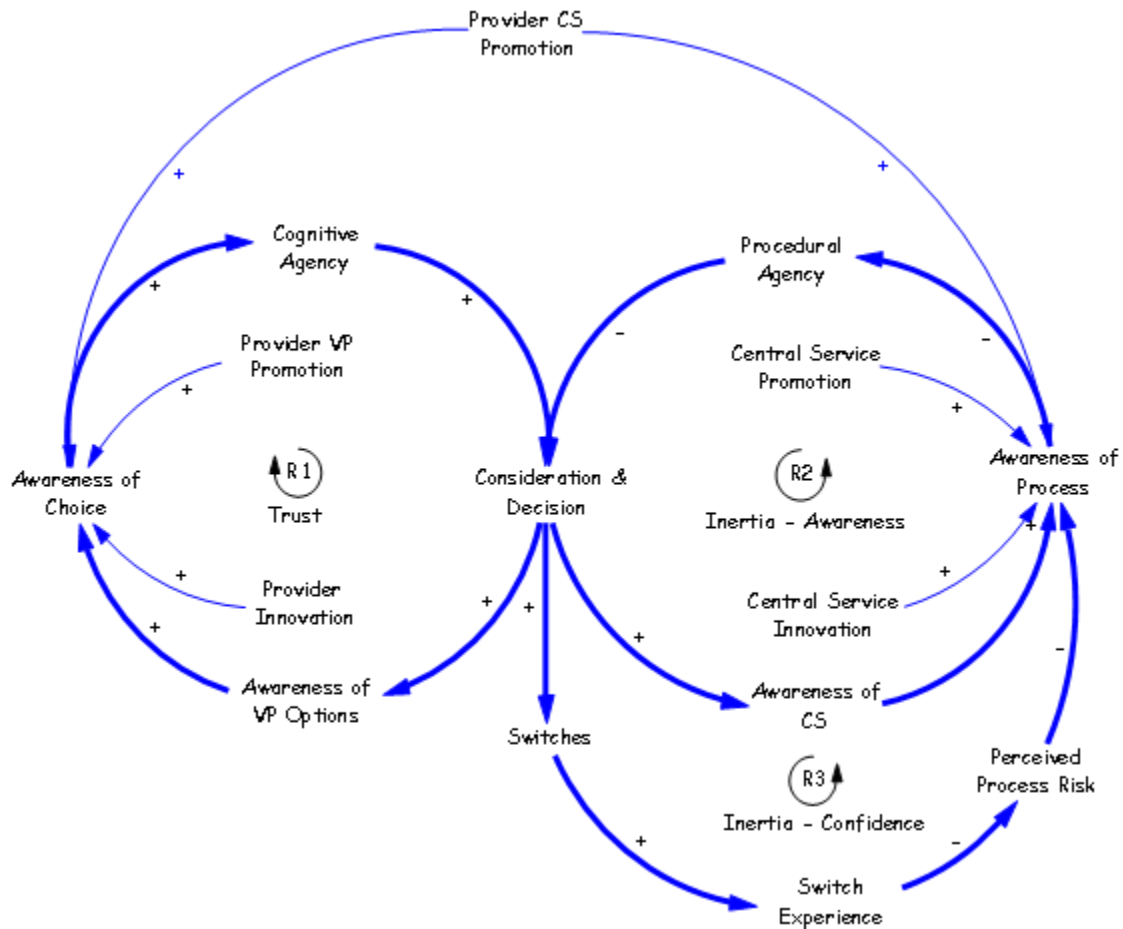 Provider CS
Promotion
+
+
Cognitive
Agency
Procedural
Agency
+
+
-
-
Provider VP
Promotion
Central Service
Promotion
+
+
Awareness of
Choice
R1
Trust
Consideration &
Decision
R2
Inertia - Awareness
Awareness of
Process
+
+
+
Provider
Innovation
Central Service
Innovation
+
+
+
+
-
Awareness of
VP Options
Awareness of
CS
Switches
R3
Inertia - Confidence
Perceived
Process Risk
+
-
Switch
Experience